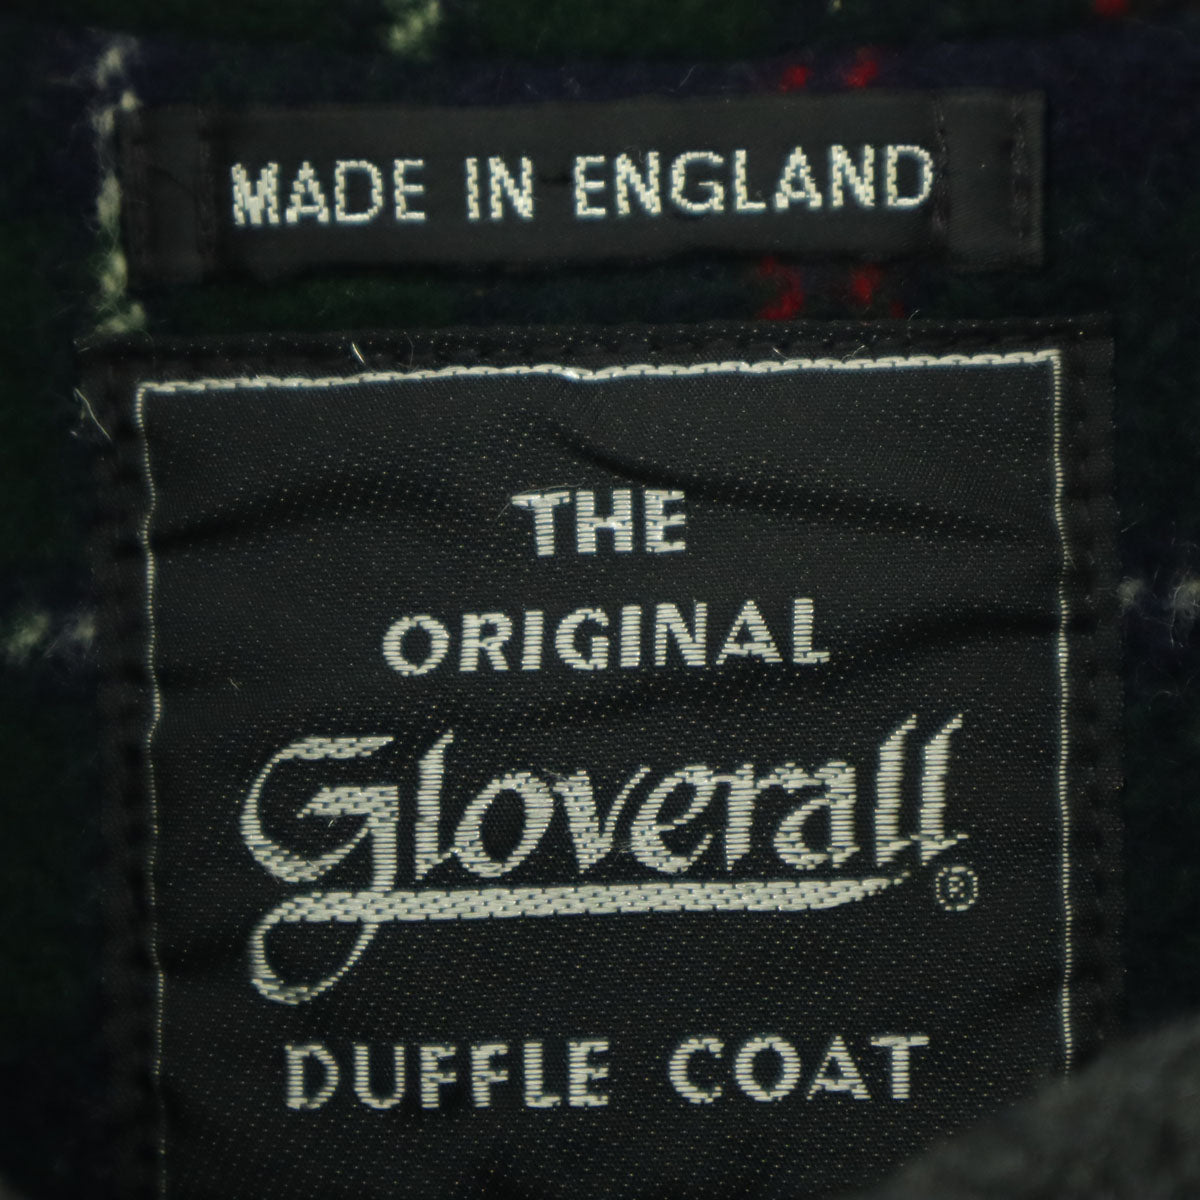 MADE IN ENGLAND
THE
ORIGINAL
Gloverall®
DUFFLE COAT